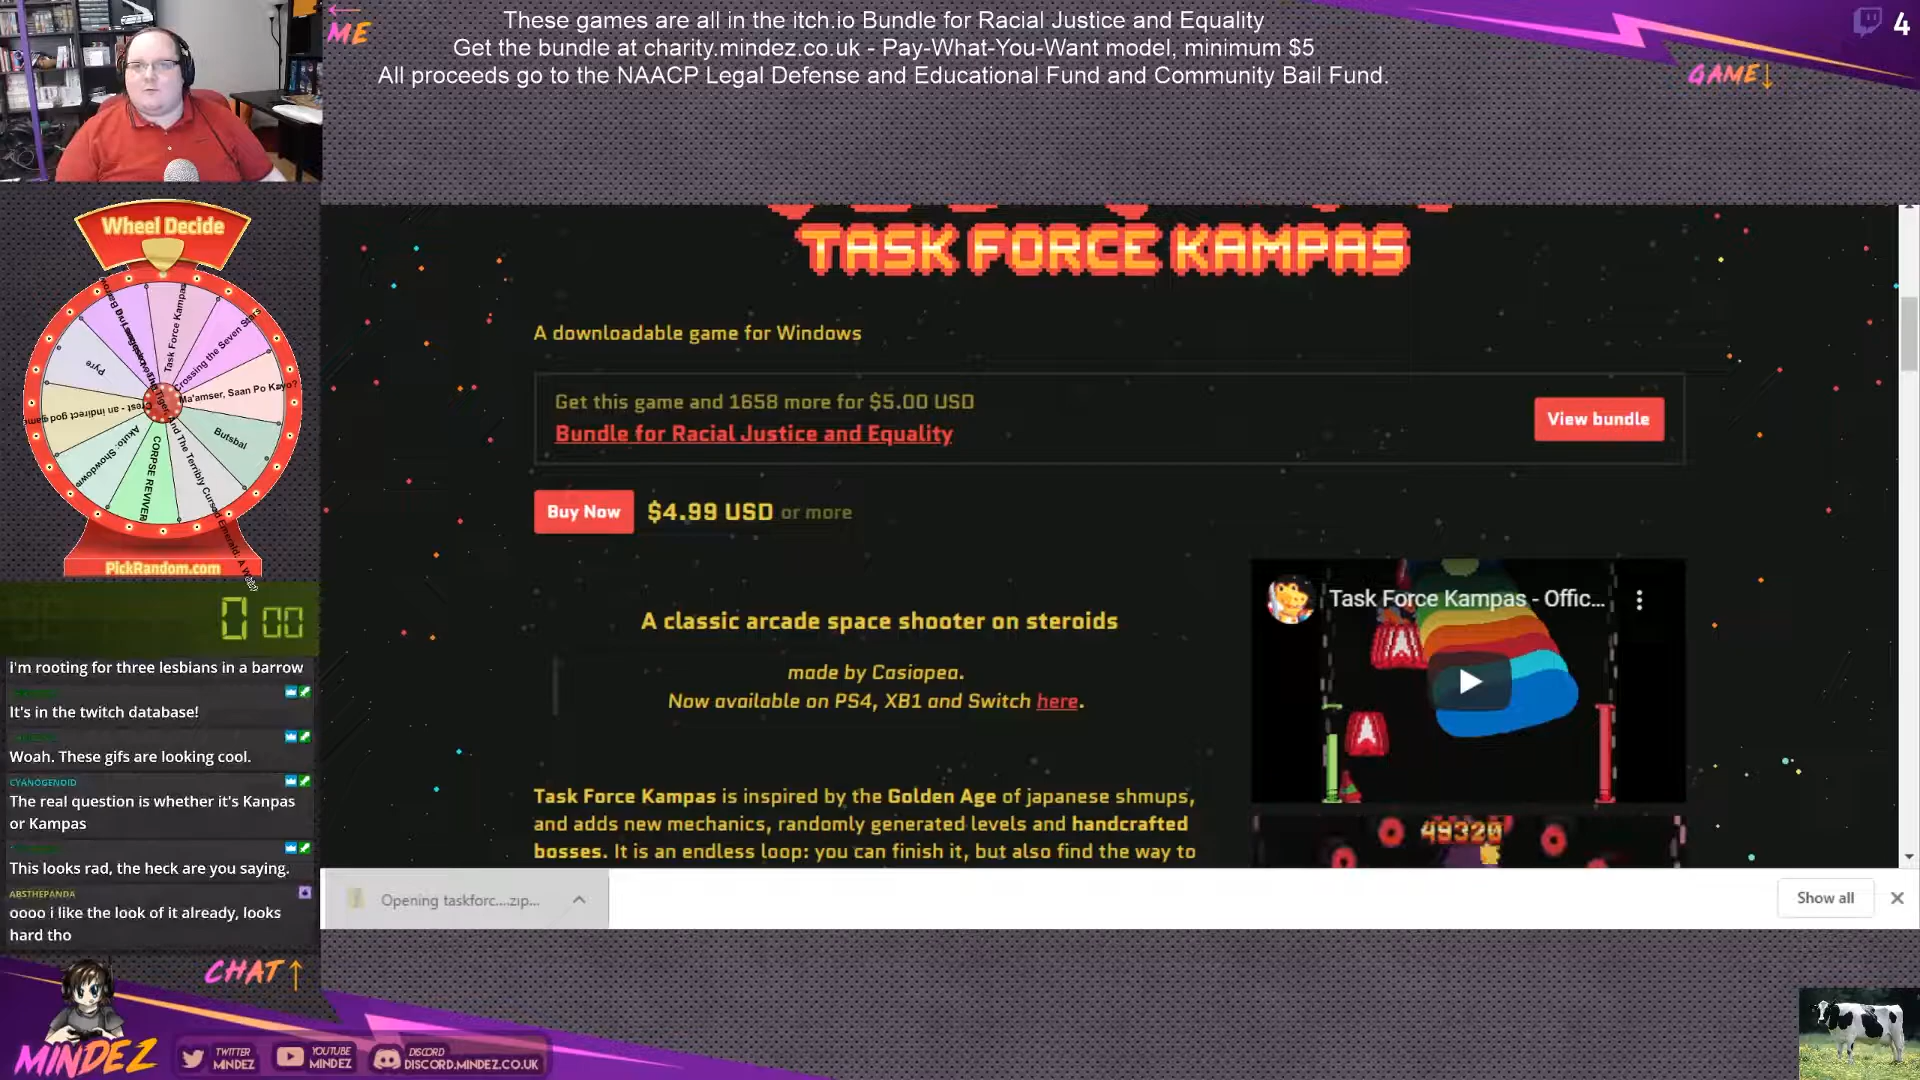 ME
These games are all in the itch.io Bundle for Racial Justice and Equality
Get the bundle at charity.mindez.co.uk - Pay-What-You-Want model, minimum $5
All proceeds go to the NAACP Legal Defense and Educational Fund and Community Bail Fund.
4
GAME↓
Wheel Decide
Task Force Kampas
Crossing the Seven Stars
Ma'amser, Saan Po Kayo?
Butsbal
CORPSE REVIVER
Akuto: Showdown
Crest - an indirect god game
Pyre
PickRandom.com
0 00
i'm rooting for three lesbians in a barrow
It's in the twitch database!
Woah. These gifs are looking cool.
CYANOGENOID
The real question is whether it's Kanpas
or Kampas
This looks rad, the heck are you saying.
ABSTHEPANDA
oooo i like the look of it already, looks
hard tho
CHAT↑
MINDEZ
TWITTER
MINDEZ
YOUTUBE
MINDEZ
DISCORD
DISCORD.MINDEZ.CO.UK
TASK FORCE KAMPAS
A downloadable game for Windows
Get this game and 1658 more for $5.00 USD
Bundle for Racial Justice and Equality
View bundle
Buy Now
$4.99 USD or more
A classic arcade space shooter on steroids
made by Casiopea.
Now available on PS4, XB1 and Switch here.
Task Force Kampas is inspired by the Golden Age of japanese shmups,
and adds new mechanics, randomly generated levels and handcrafted
bosses. It is an endless loop: you can finish it, but also find the way to
Task Force Kampas - Offic...
49320
Opening taskforc....zip...
Show all